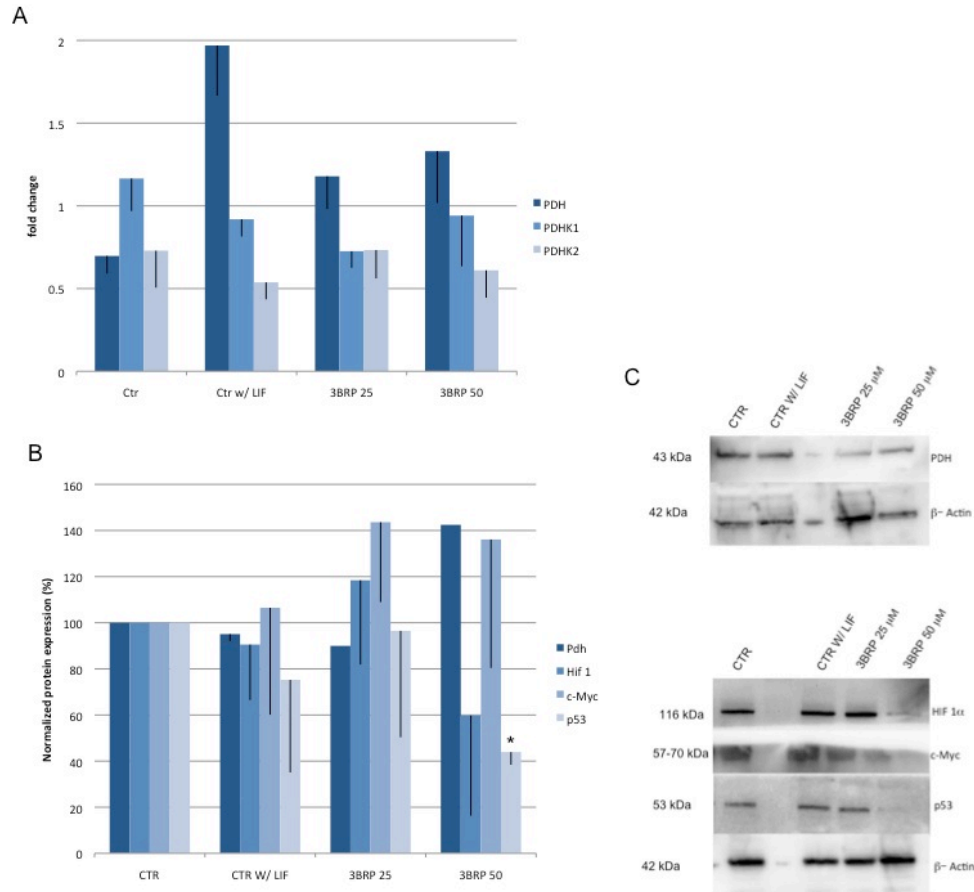 A
fold change
2
1.5
1
0.5
0
Ctr
Ctr w/ LIF
3BRP 25
3BRP 50
PDH
PDHK1
PDHK2
B
Normalized protein expression (%)
160
140
120
100
80
60
40
20
0
*
CTR
CTR W/ LIF
3BRP 25
3BRP 50
Pdh
Hif 1
c-Myc
p53
C
CTR
CTR W/ LIF
3BRP 25 μM
3BRP 50 μM
43 kDa
PDH
42 kDa
β- Actin
CTR
CTR W/ LIF
3BRP 25 μM
3BRP 50 μM
116 kDa
HIF 1α
57-70 kDa
c-Myc
53 kDa
p53
42 kDa
β- Actin